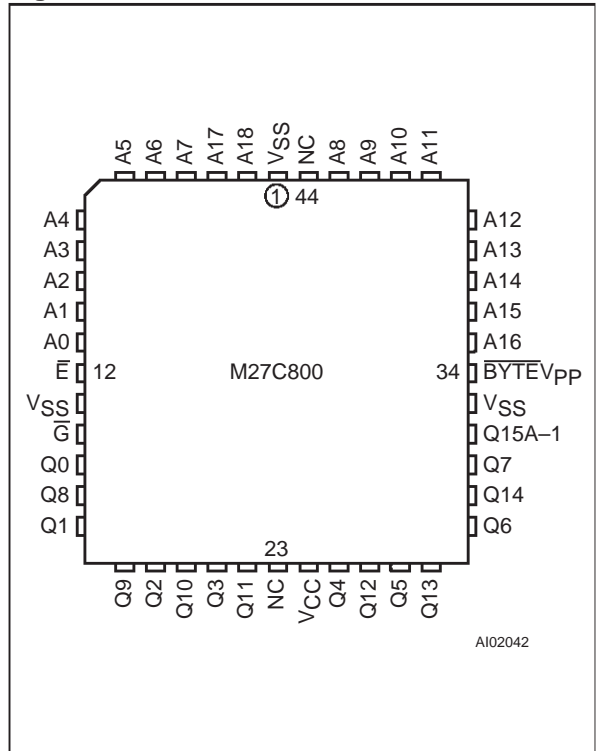 A5 A6 A7 A17 A18 VSS NC A8 A9 A10 A11
1 44
A4 A12
A3 A13
A2 A14
A1 A15
A0 A16
E̅ 12 M27C800 34 B̅Y̅T̅E̅VPP
VSS VSS
G̅ Q15A–1
Q0 Q7
Q8 Q14
Q1 Q6
23
Q9 Q2 Q10 Q3 Q11 NC VCC Q4 Q12 Q5 Q13
AI02042